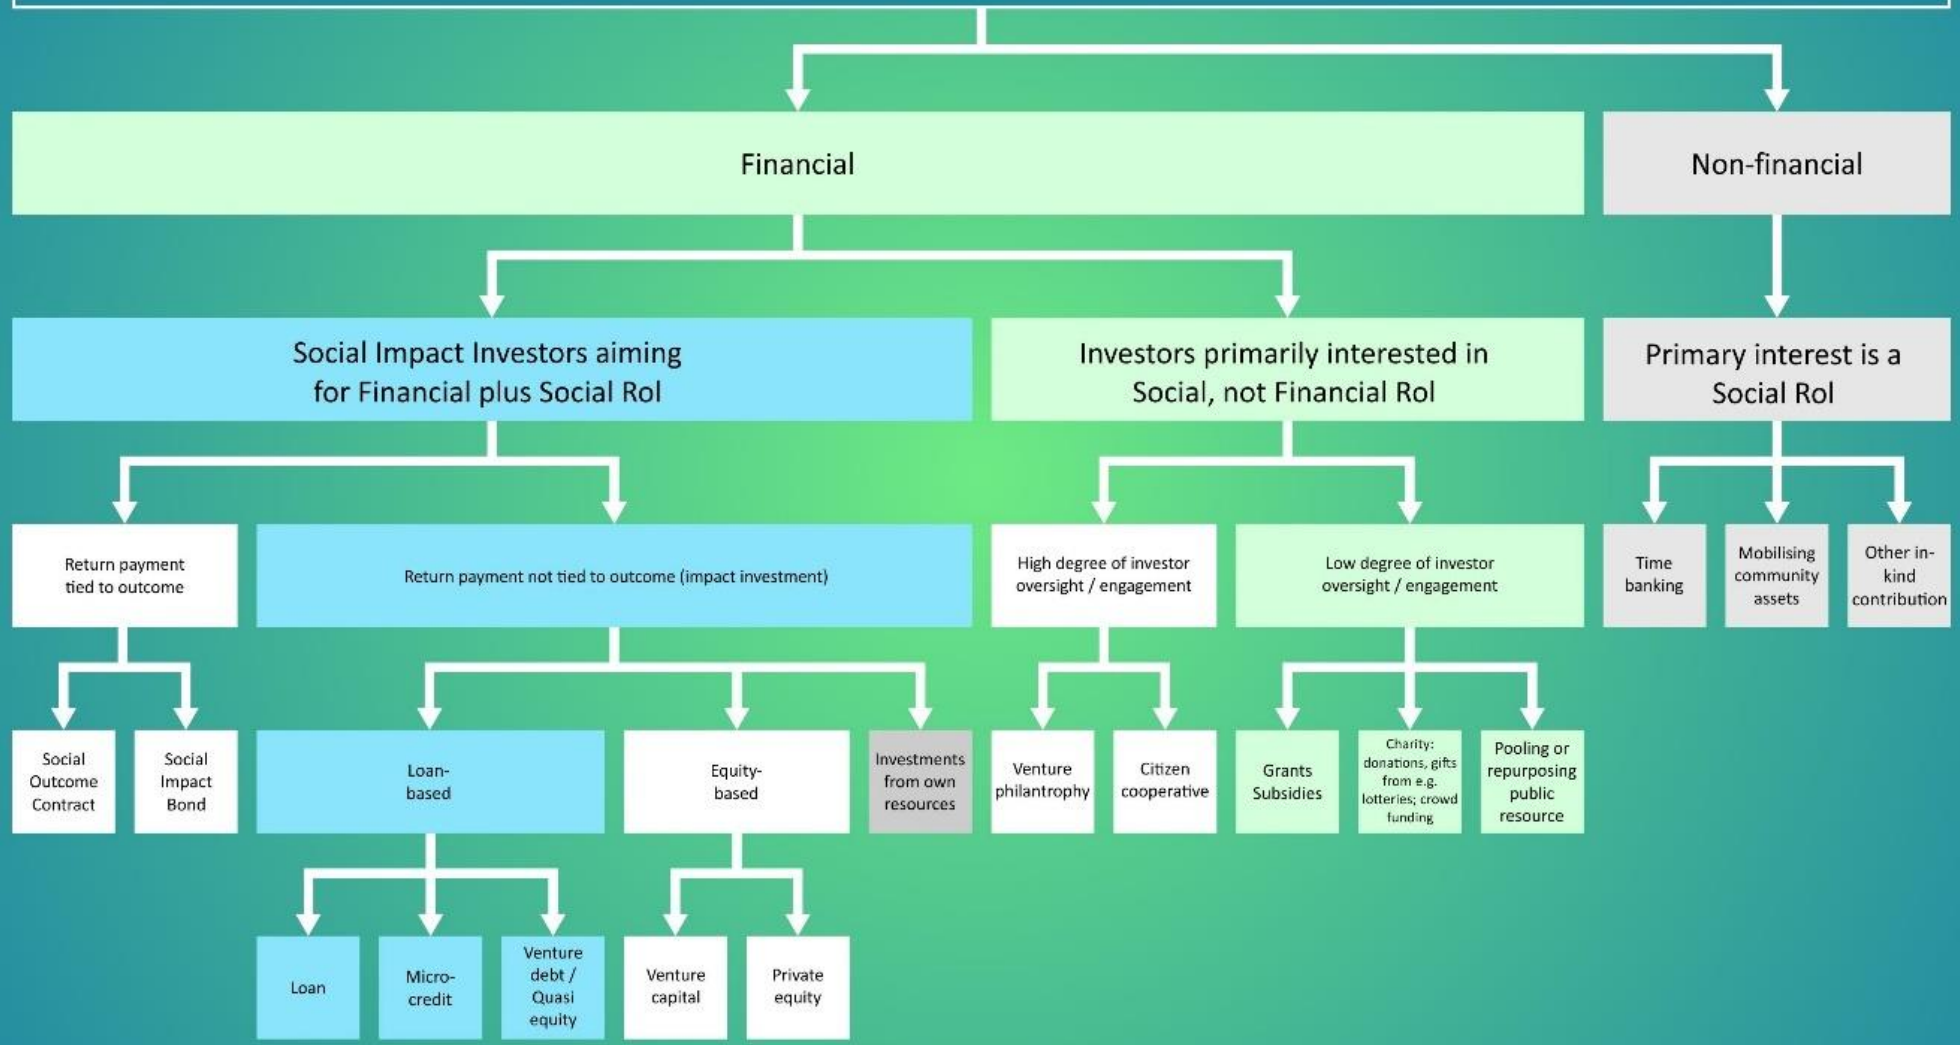 Financial
Non-financial
Social Impact Investors aiming
for Financial plus Social RoI
Investors primarily interested in
Social, not Financial RoI
Primary interest is a
Social RoI
Return payment
tied to outcome
Return payment not tied to outcome (impact investment)
High degree of investor
oversight / engagement
Low degree of investor
oversight / engagement
Time
banking
Mobilising
community
assets
Other in-
kind
contribution
Social
Outcome
Contract
Social
Impact
Bond
Loan-
based
Equity-
based
Investments
from own
resources
Venture
philantrophy
Citizen
cooperative
Grants
Subsidies
Charity:
donations, gifts
from e.g.
lotteries; crowd
funding
Pooling or
repurposing
public
resource
Loan
Micro-
credit
Venture
debt /
Quasi
equity
Venture
capital
Private
equity